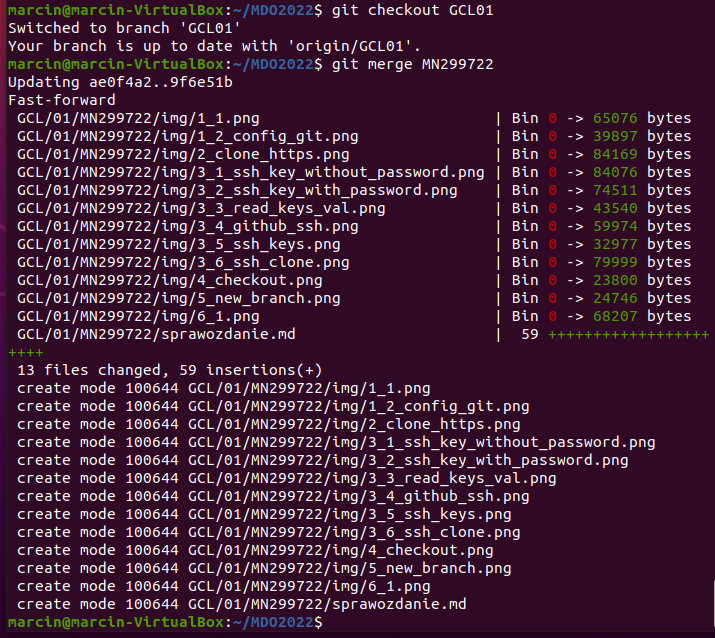 marcin@marcin-VirtualBox:~/MDO2022$ git checkout GCL01
Switched to branch 'GCL01'
Your branch is up to date with 'origin/GCL01'.
marcin@marcin-VirtualBox:~/MDO2022$ git merge MN299722
Updating ae0f4a2..9f6e51b
Fast-forward
 GCL/01/MN299722/img/1_1.png                          | Bin 0 -> 65076 bytes
 GCL/01/MN299722/img/1_2_config_git.png               | Bin 0 -> 39897 bytes
 GCL/01/MN299722/img/2_clone_https.png                | Bin 0 -> 84169 bytes
 GCL/01/MN299722/img/3_1_ssh_key_without_password.png | Bin 0 -> 84076 bytes
 GCL/01/MN299722/img/3_2_ssh_key_with_password.png    | Bin 0 -> 74511 bytes
 GCL/01/MN299722/img/3_3_read_keys_val.png            | Bin 0 -> 43540 bytes
 GCL/01/MN299722/img/3_4_github_ssh.png               | Bin 0 -> 59974 bytes
 GCL/01/MN299722/img/3_5_ssh_keys.png                 | Bin 0 -> 32977 bytes
 GCL/01/MN299722/img/3_6_ssh_clone.png                | Bin 0 -> 79999 bytes
 GCL/01/MN299722/img/4_checkout.png                   | Bin 0 -> 23800 bytes
 GCL/01/MN299722/img/5_new_branch.png                 | Bin 0 -> 24746 bytes
 GCL/01/MN299722/img/6_1.png                          | Bin 0 -> 68207 bytes
 GCL/01/MN299722/sprawozdanie.md                      |  59 ++++++++++++++++++
++++
 13 files changed, 59 insertions(+)
 create mode 100644 GCL/01/MN299722/img/1_1.png
 create mode 100644 GCL/01/MN299722/img/1_2_config_git.png
 create mode 100644 GCL/01/MN299722/img/2_clone_https.png
 create mode 100644 GCL/01/MN299722/img/3_1_ssh_key_without_password.png
 create mode 100644 GCL/01/MN299722/img/3_2_ssh_key_with_password.png
 create mode 100644 GCL/01/MN299722/img/3_3_read_keys_val.png
 create mode 100644 GCL/01/MN299722/img/3_4_github_ssh.png
 create mode 100644 GCL/01/MN299722/img/3_5_ssh_keys.png
 create mode 100644 GCL/01/MN299722/img/3_6_ssh_clone.png
 create mode 100644 GCL/01/MN299722/img/4_checkout.png
 create mode 100644 GCL/01/MN299722/img/5_new_branch.png
 create mode 100644 GCL/01/MN299722/img/6_1.png
 create mode 100644 GCL/01/MN299722/sprawozdanie.md
marcin@marcin-VirtualBox:~/MDO2022$